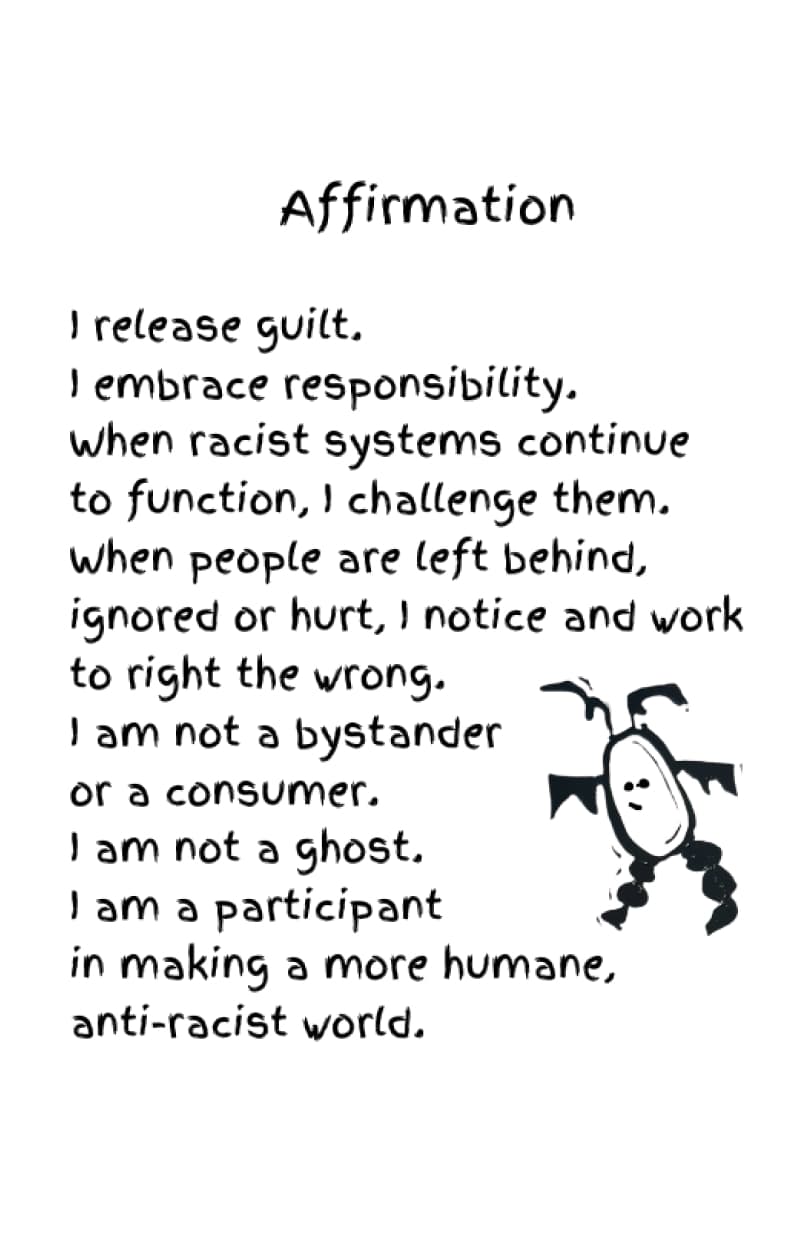 Affirmation
I release guilt.
I embrace responsibility.
When racist systems continue
to function, I challenge them.
When people are left behind,
ignored or hurt, I notice and work
to right the wrong.
I am not a bystander
or a consumer.
I am not a ghost.
I am a participant
in making a more humane,
anti-racist world.